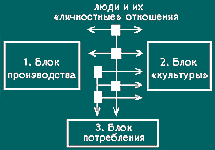 ЛЮДИ И ИХ
«ЛИЧНОСТНЫЕ» ОТНОШЕНИЯ
1. Блок
производства
2. Блок
«культуры»
3. Блок
потребления